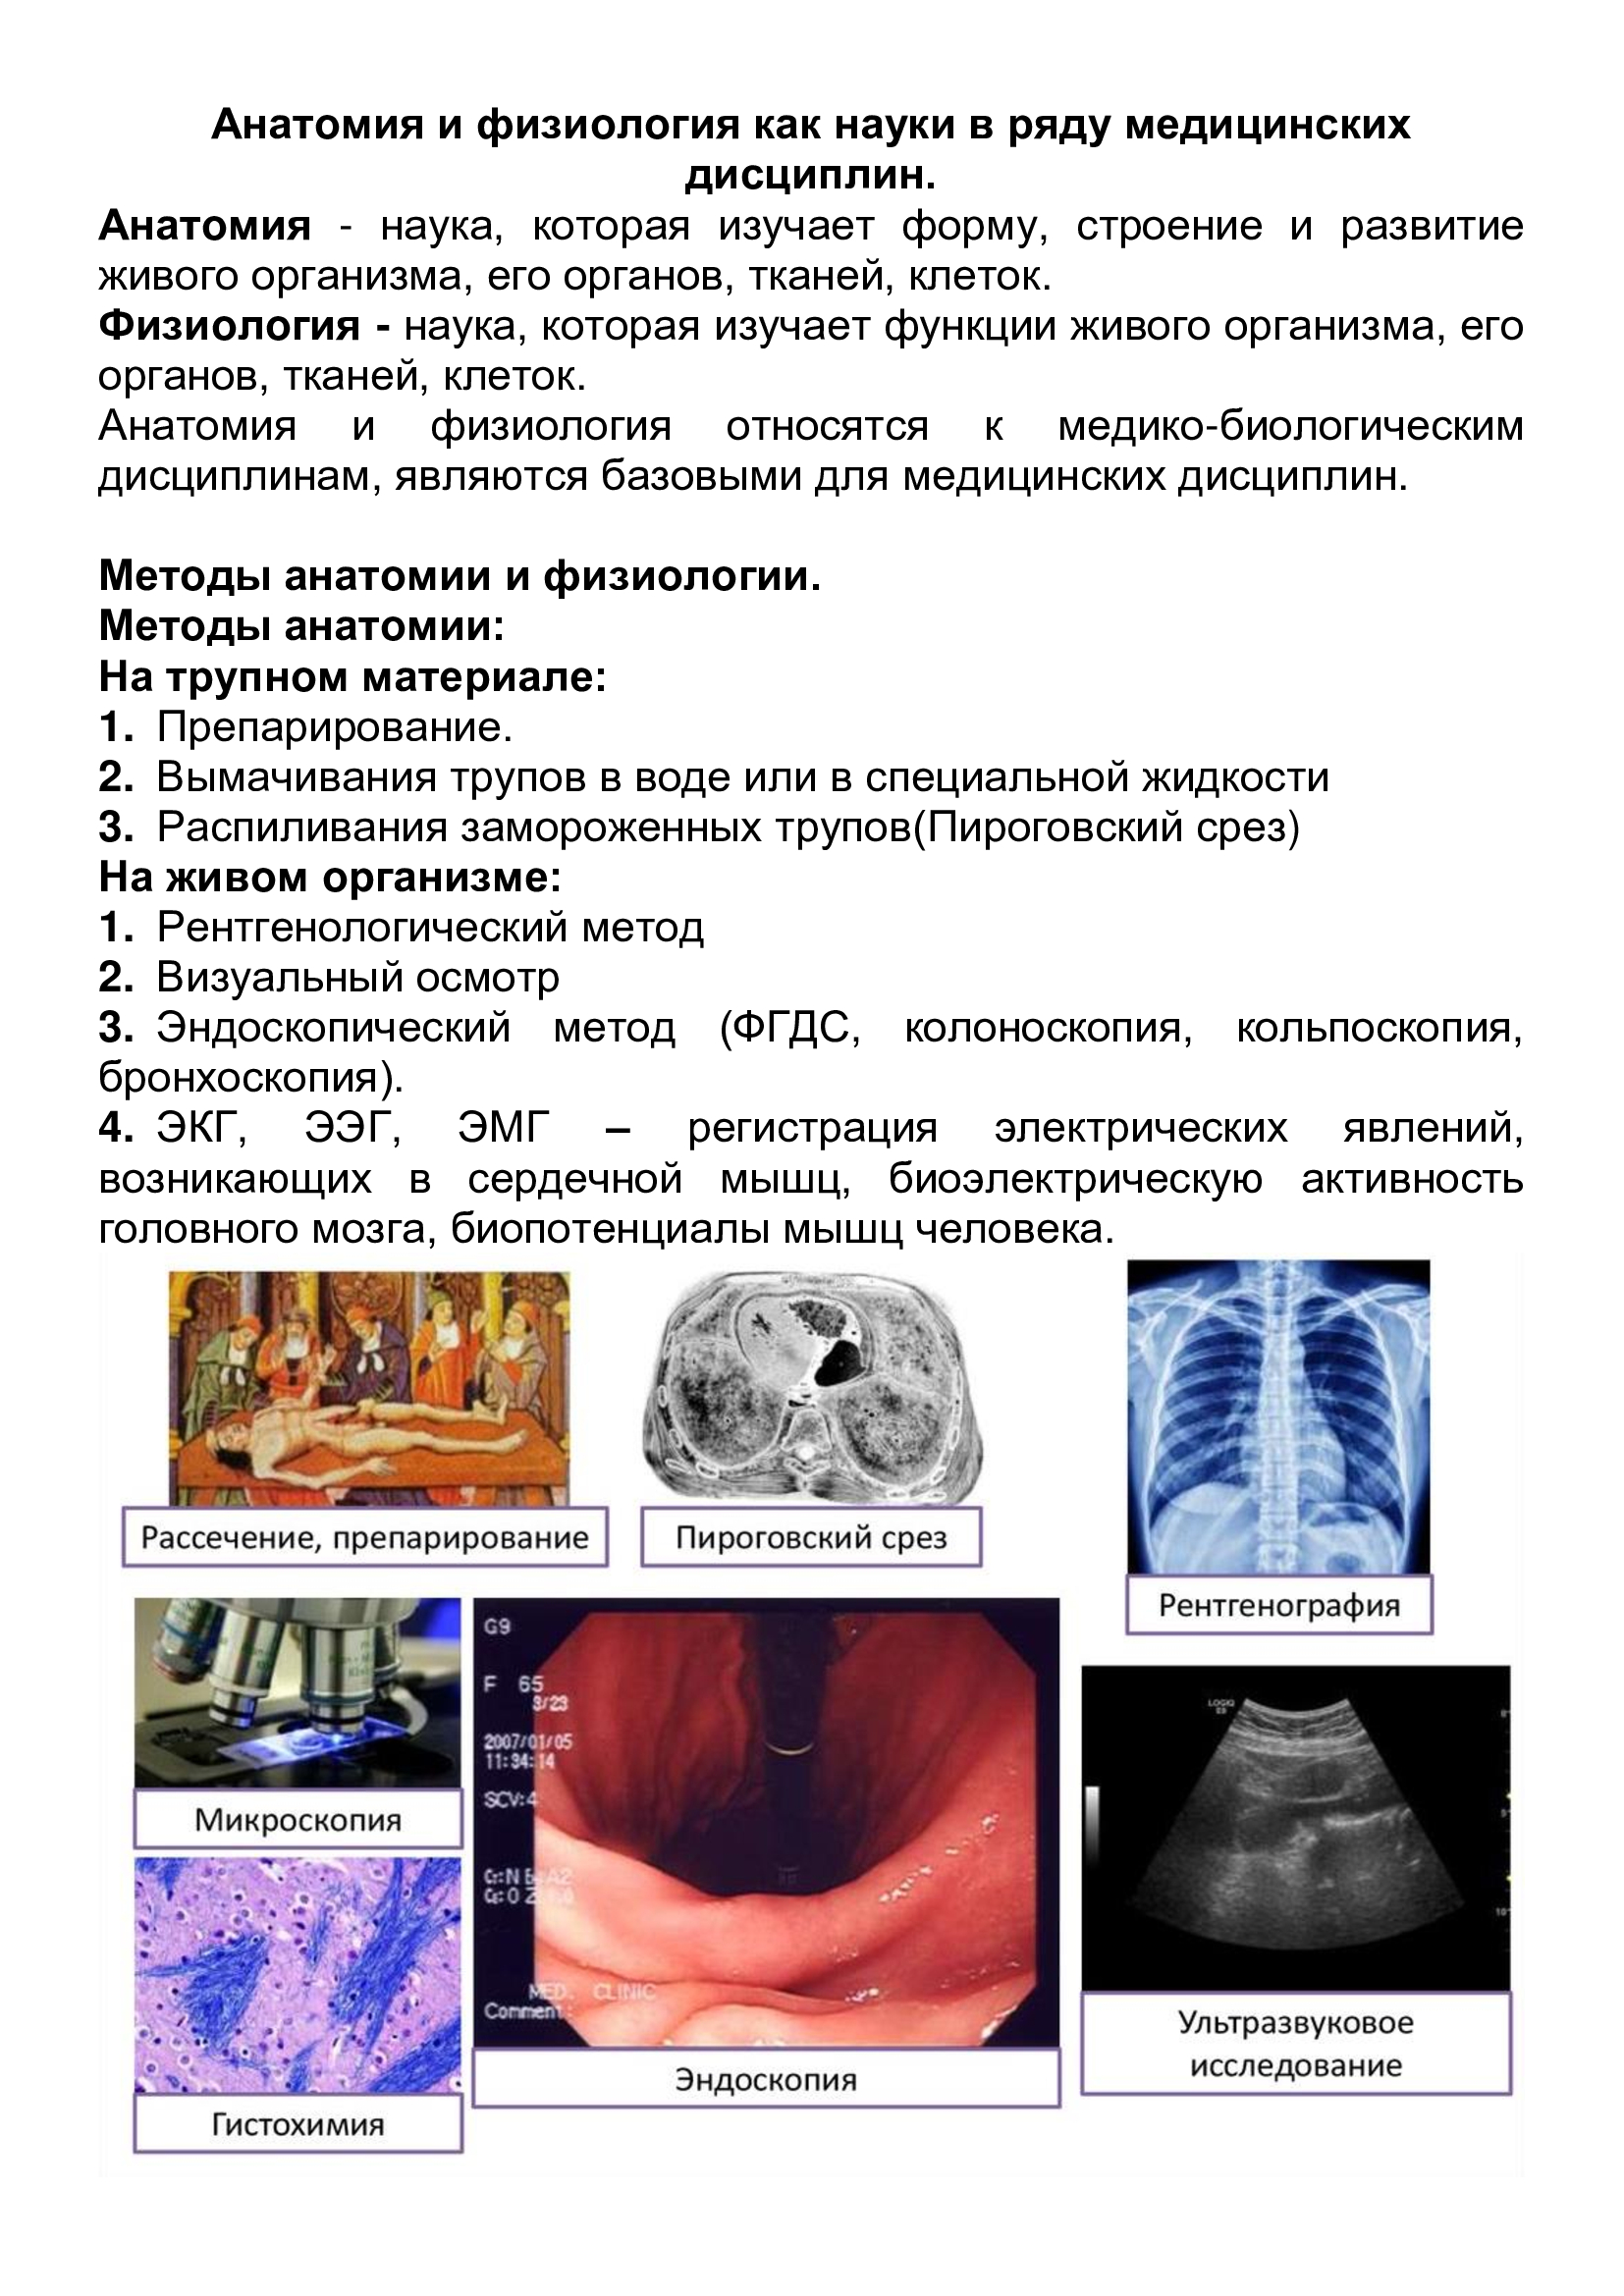 Анатомия и физиология как науки в ряду медицинских
дисциплин.
Анатомия - наука, которая изучает форму, строение и развитие
живого организма, его органов, тканей, клеток.
Физиология - наука, которая изучает функции живого организма, его
органов, тканей, клеток.
Анатомия и физиология относятся к медико-биологическим
дисциплинам, являются базовыми для медицинских дисциплин.
Методы анатомии и физиологии.
Методы анатомии:
На трупном материале:
1. Препарирование.
2. Вымачивания трупов в воде или в специальной жидкости
3. Распиливания замороженных трупов(Пироговский срез)
На живом организме:
1. Рентгенологический метод
2. Визуальный осмотр
3. Эндоскопический метод (ФГДС, колоноскопия, кольпоскопия,
бронхоскопия).
4. ЭКГ, ЭЭГ, ЭМГ – регистрация электрических явлений,
возникающих в сердечной мышц, биоэлектрическую активность
головного мозга, биопотенциалы мышц человека.
Рассечение, препарирование
Пироговский срез
Рентгенография
Микроскопия
G9
F 65
3/23
2007/01/05
11:34:14
SCV:4
MED. CLINIC
Comment:
LOGIQ
Эндоскопия
Ультразвуковое
исследование
Гистохимия